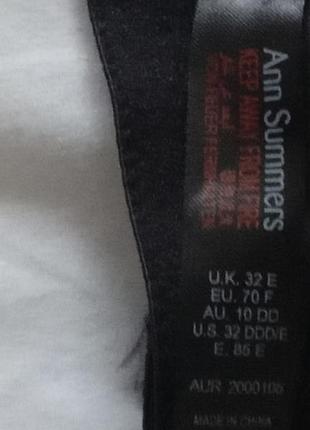 Ann Summers
KEEP AWAY FROM FIRE
U.K. 32 E
EU. 70 F
AU. 10 DD
U.S. 32 DDD/E
E. 85 E
AUR 2000105
MADE IN CHINA